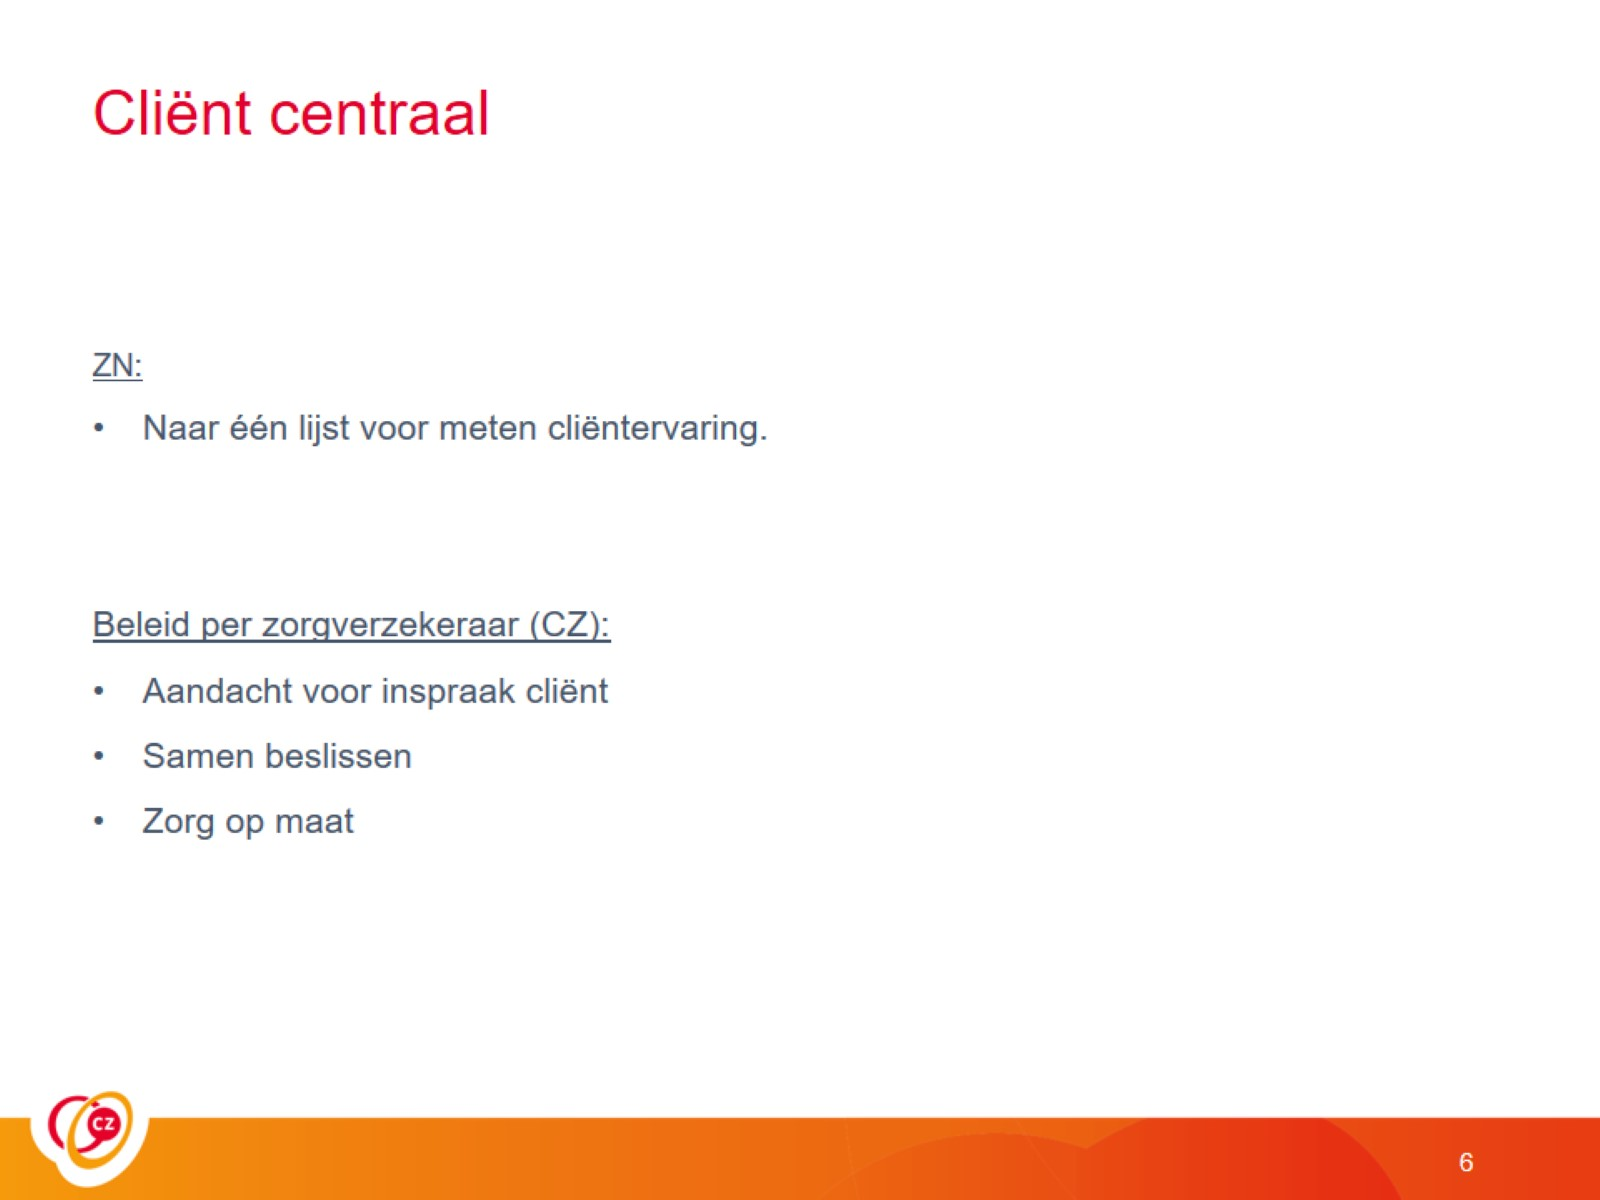 Cliënt centraal
ZN:
• Naar één lijst voor meten cliëntervaring.
Beleid per zorgverzekeraar (CZ):
• Aandacht voor inspraak cliënt
• Samen beslissen
• Zorg op maat
CZ
6